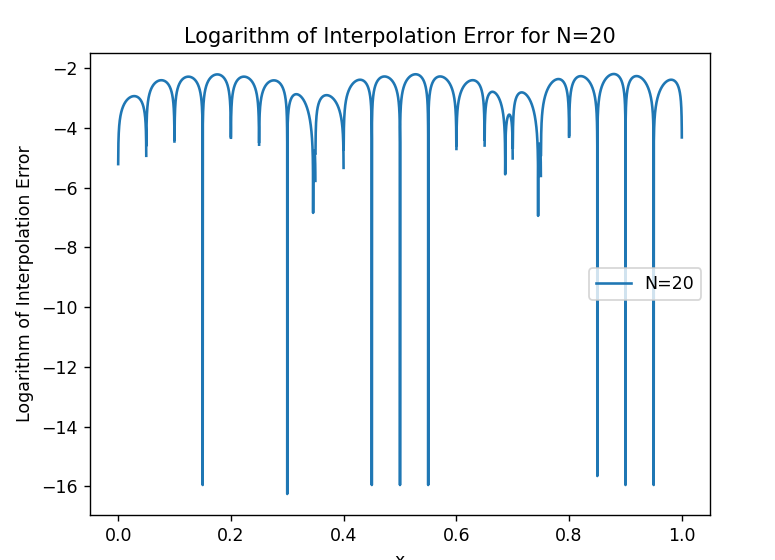 Logarithm of Interpolation Error for N=20
Logarithm of Interpolation Error
−2
−4
−6
−8
−10
−12
−14
−16
N=20
0.0 0.2 0.4 0.6 0.8 1.0
x